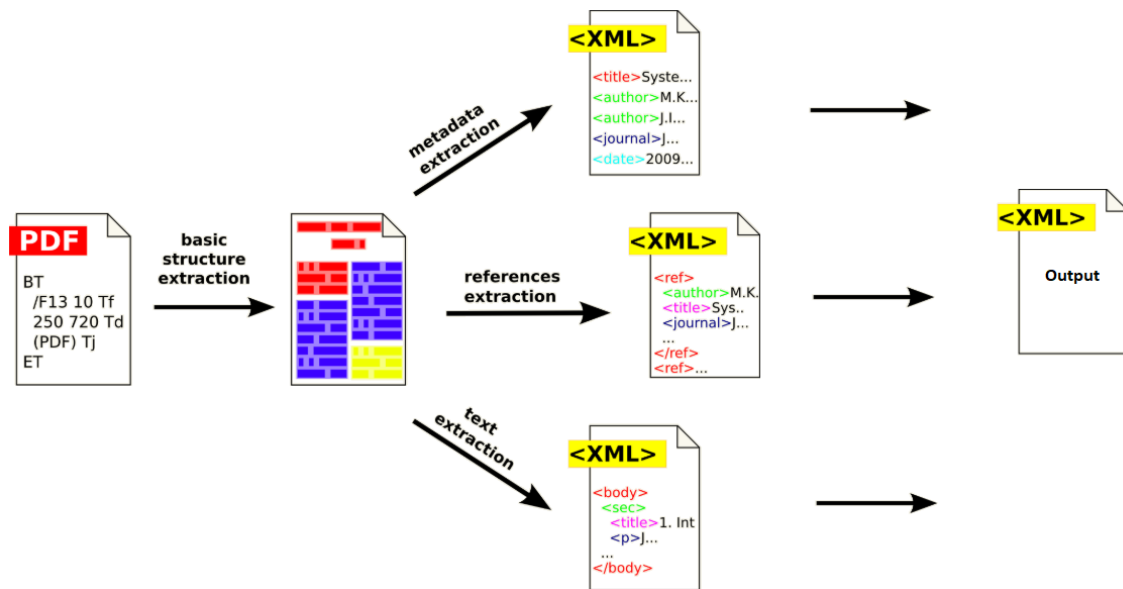 PDF
BT
/F13 10 Tf
250 720 Td
(PDF) Tj
ET
basic
structure
extraction
metadata
extraction
<XML>
<title>Syste...
<author>M.K...
<author>J.I...
<journal>J...
<date>2009...
references
extraction
<XML>
<ref>
<author>M.K.
<title>Sys..
<journal>J...
...
</ref>
<ref>...
text
extraction
<XML>
<body>
<sec>
<title>1. Int
<p>J...
...
</body>
<XML>
Output